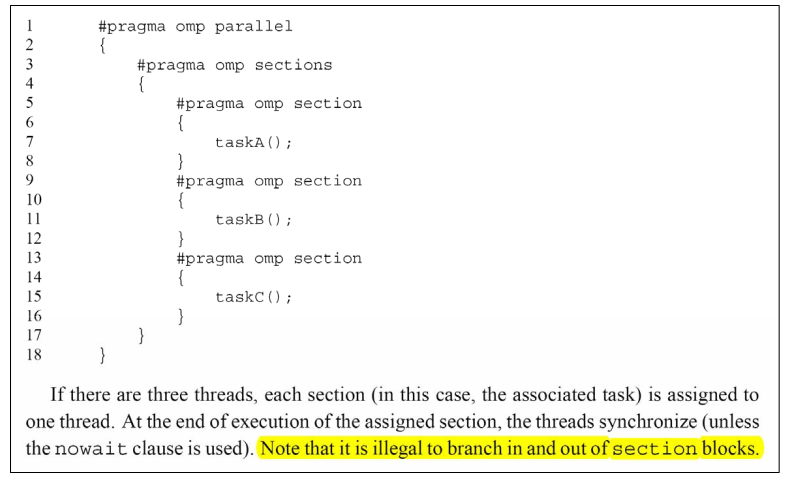 1 #pragma omp parallel
2 {
3 #pragma omp sections
4 {
5 #pragma omp section
6 {
7 taskA();
8 }
9 #pragma omp section
10 {
11 taskB();
12 }
13 #pragma omp section
14 {
15 taskC();
16 }
17 }
18 }
If there are three threads, each section (in this case, the associated task) is assigned to
one thread. At the end of execution of the assigned section, the threads synchronize (unless
the nowait clause is used). Note that it is illegal to branch in and out of section blocks.